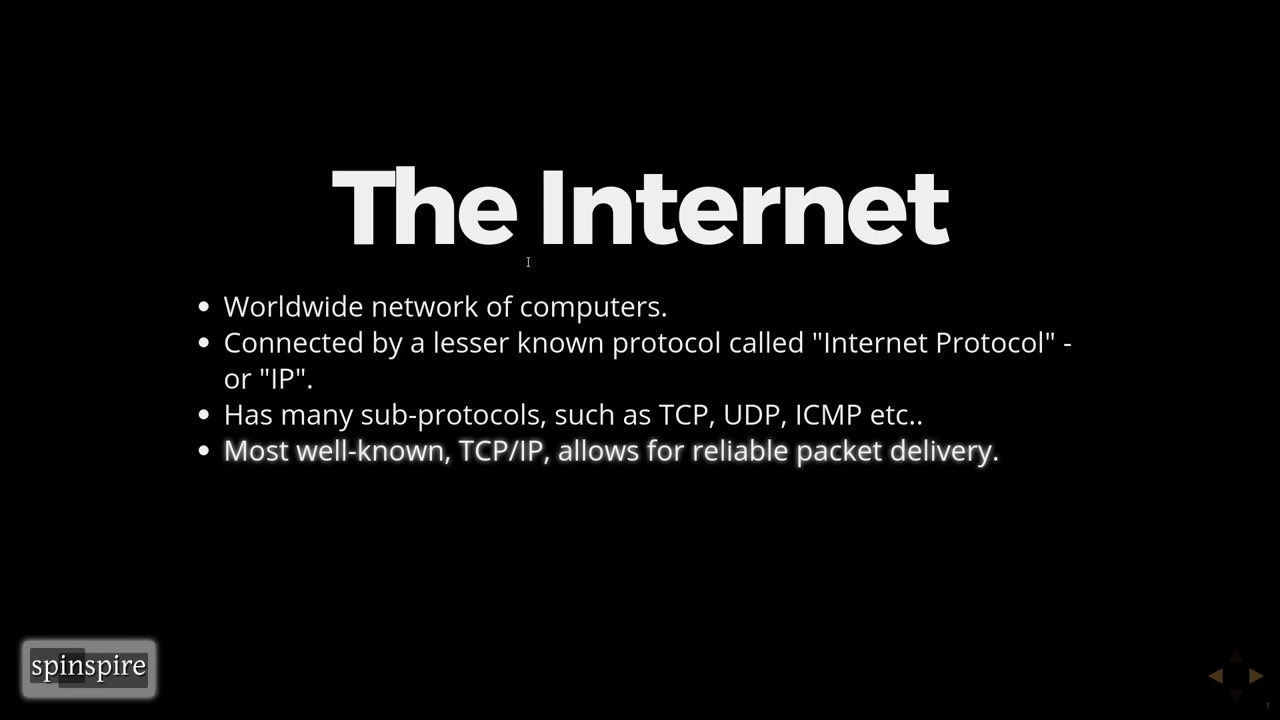 The Internet
Worldwide network of computers.
Connected by a lesser known protocol called "Internet Protocol" -
or "IP".
Has many sub-protocols, such as TCP, UDP, ICMP etc..
Most well-known, TCP/IP, allows for reliable packet delivery.
spinspire
1